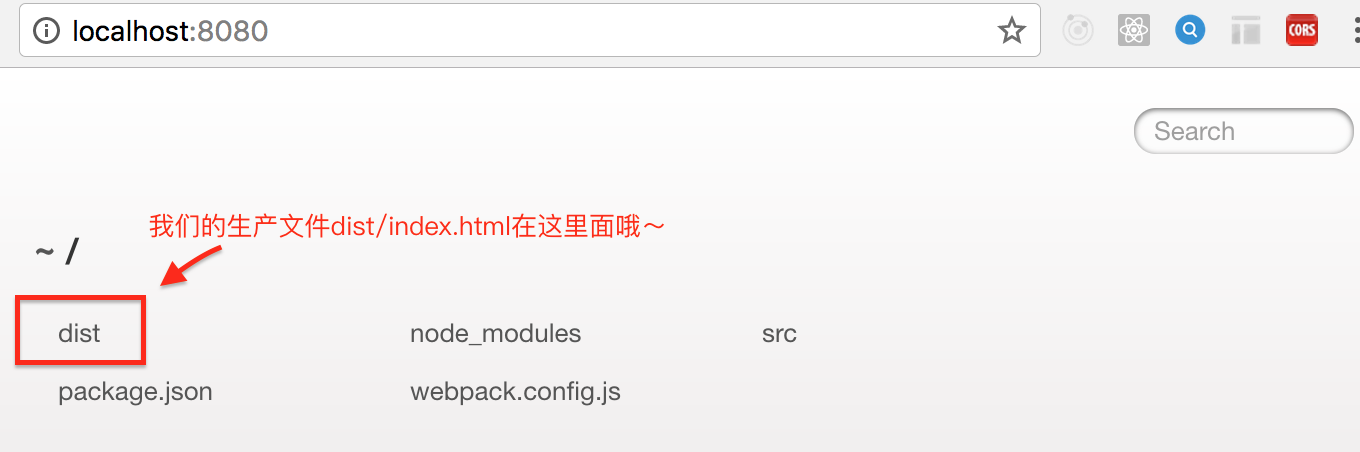 localhost:8080
CORS
Search
我们的生产文件dist/index.html在这里面哦～
~ /
dist node_modules src
package.json webpack.config.js